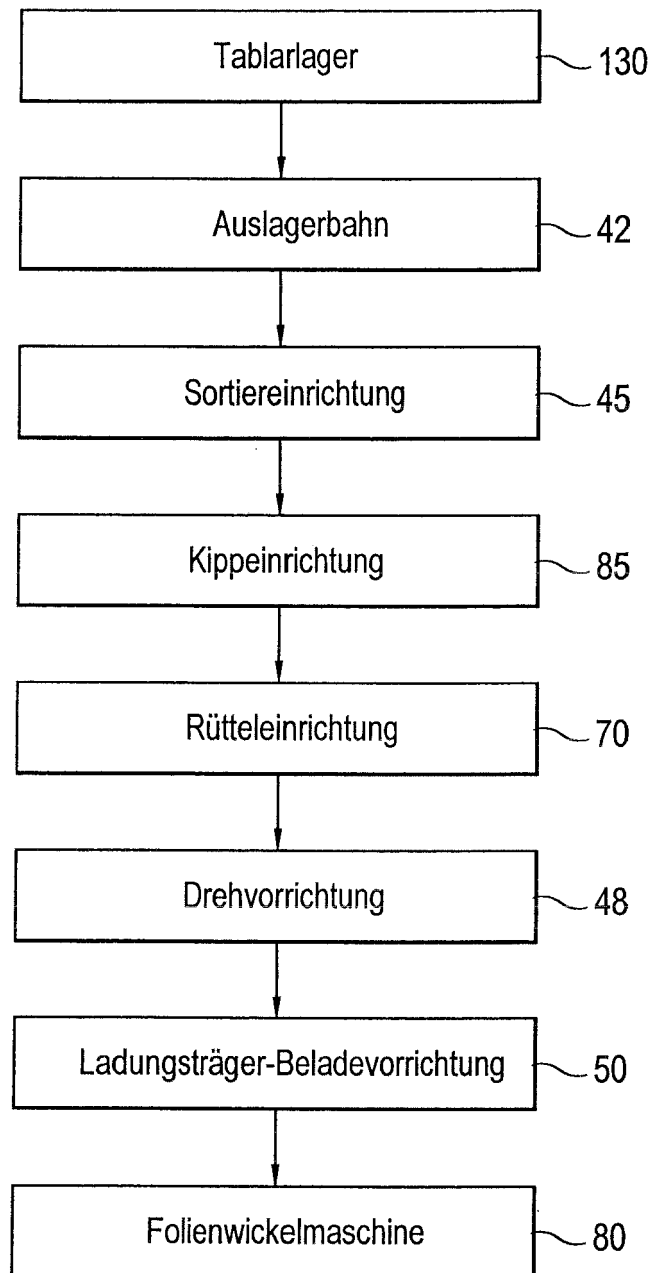 Tablarlager 130
Auslagerbahn 42
Sortiereinrichtung 45
Kippeinrichtung 85
Rütteleinrichtung 70
Drehvorrichtung 48
Ladungsträger-Beladevorrichtung 50
Folienwickelmaschine 80